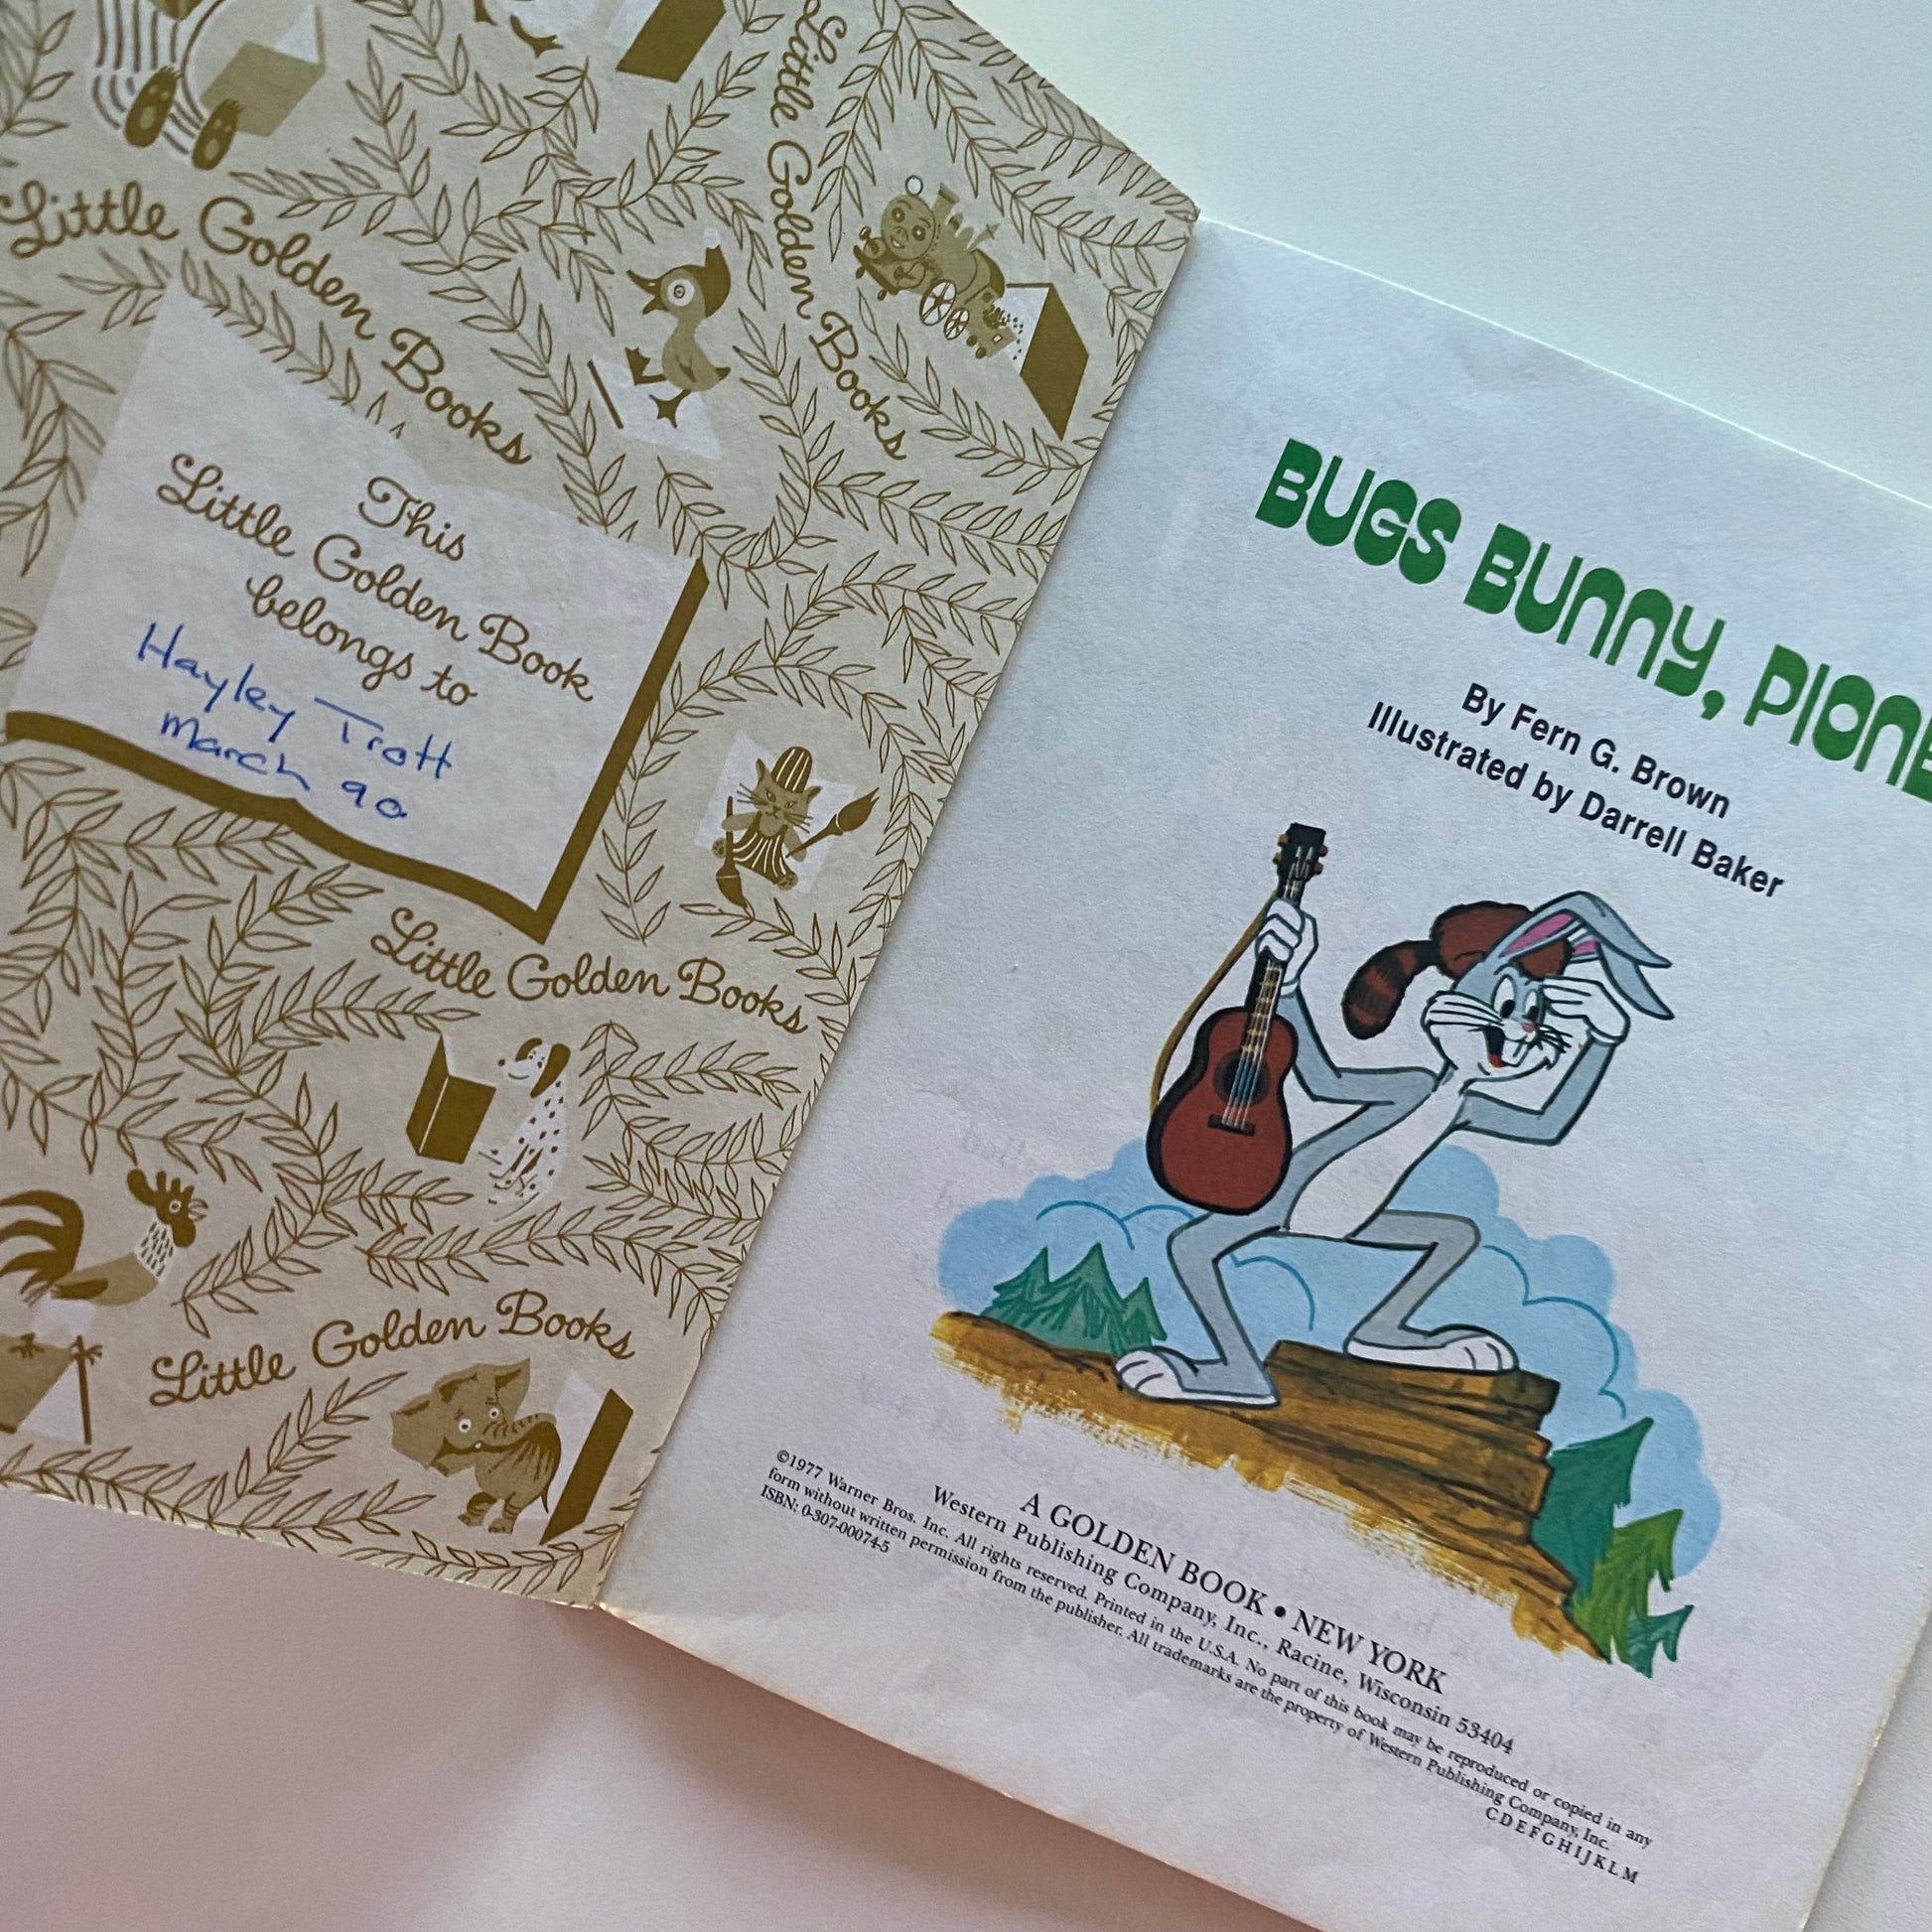 Little Golden Books
Little Golden Books
This
Little Golden Book
belongs to
Hayley Trott
March 90
Little Golden Books
Little Golden Books
BUGS BUNNY, PIONE
By Fern G. Brown
Illustrated by Darrell Baker
A GOLDEN BOOK • NEW YORK
Western Publishing Company, Inc., Racine, Wisconsin 53404
©1977 Warner Bros. Inc. All rights reserved. Printed in the U.S.A. No part of this book may be reproduced or copied in any
form without written permission from the publisher. All trademarks are the property of Western Publishing Company, Inc.
ISBN: 0-307-00074-5
C D E F G H I J K L M